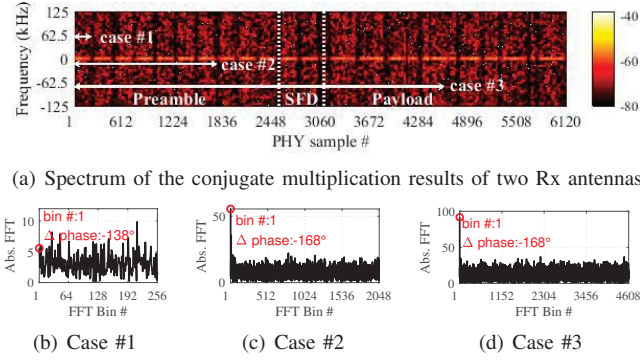 Frequency (kHz)
125
62.5
0
-62.5
-125
case #1
case #2
case #3
Preamble
SFD
Payload
1 612 1224 1836 2448 3060 3672 4284 4896 5508 6120
PHY sample #
-40
-60
-80
(a) Spectrum of the conjugate multiplication results of two Rx antennas
Abs. FFT
10
5
0
bin #:1
Δ phase:-138°
1 64 128 192 256
FFT Bin #
(b) Case #1
Abs. FFT
50
0
bin #:1
Δ phase:-168°
1 512 1024 1536 2048
FFT Bin #
(c) Case #2
Abs. FFT
100
50
0
bin #:1
Δ phase:-168°
1 1152 2304 3456 4608
FFT Bin #
(d) Case #3